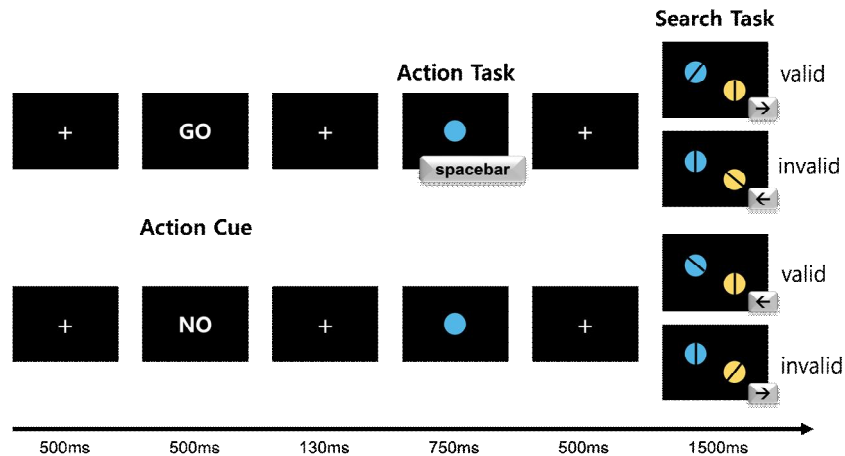 Search Task
Action Task
valid
→
GO
spacebar
invalid
←
Action Cue
valid
←
NO
invalid
→
500ms 500ms 130ms 750ms 500ms 1500ms